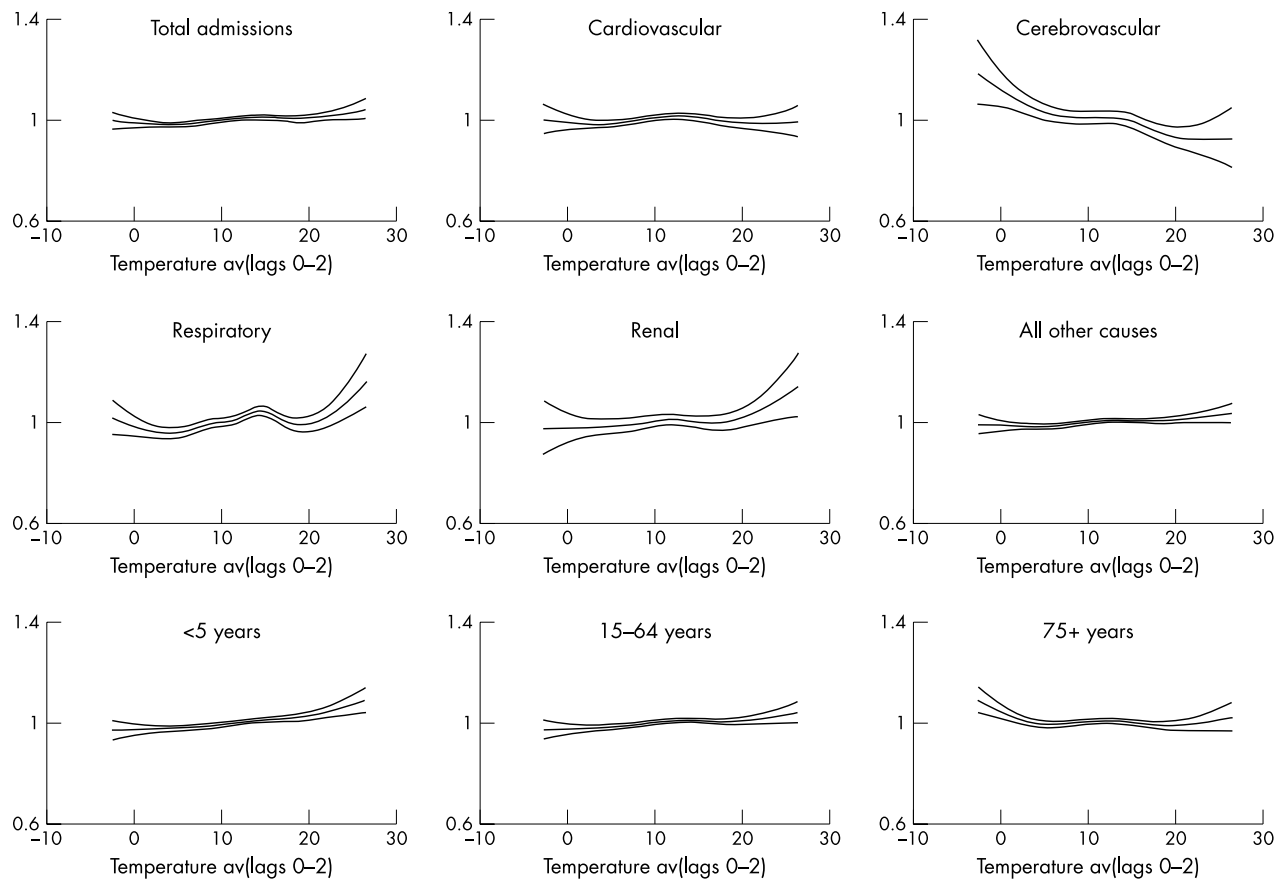 Total admissions
Cardiovascular
Cerebrovascular
1.4
1
0.6
–10 0 10 20 30
Temperature av(lags 0–2)
1.4
1
0.6
–10 0 10 20 30
Temperature av(lags 0–2)
1.4
1
0.6
–10 0 10 20 30
Temperature av(lags 0–2)
Respiratory
Renal
All other causes
1.4
1
0.6
–10 0 10 20 30
Temperature av(lags 0–2)
1.4
1
0.6
–10 0 10 20 30
Temperature av(lags 0–2)
1.4
1
0.6
–10 0 10 20 30
Temperature av(lags 0–2)
<5 years
15–64 years
75+ years
1.4
1
0.6
–10 0 10 20 30
Temperature av(lags 0–2)
1.4
1
0.6
–10 0 10 20 30
Temperature av(lags 0–2)
1.4
1
0.6
–10 0 10 20 30
Temperature av(lags 0–2)